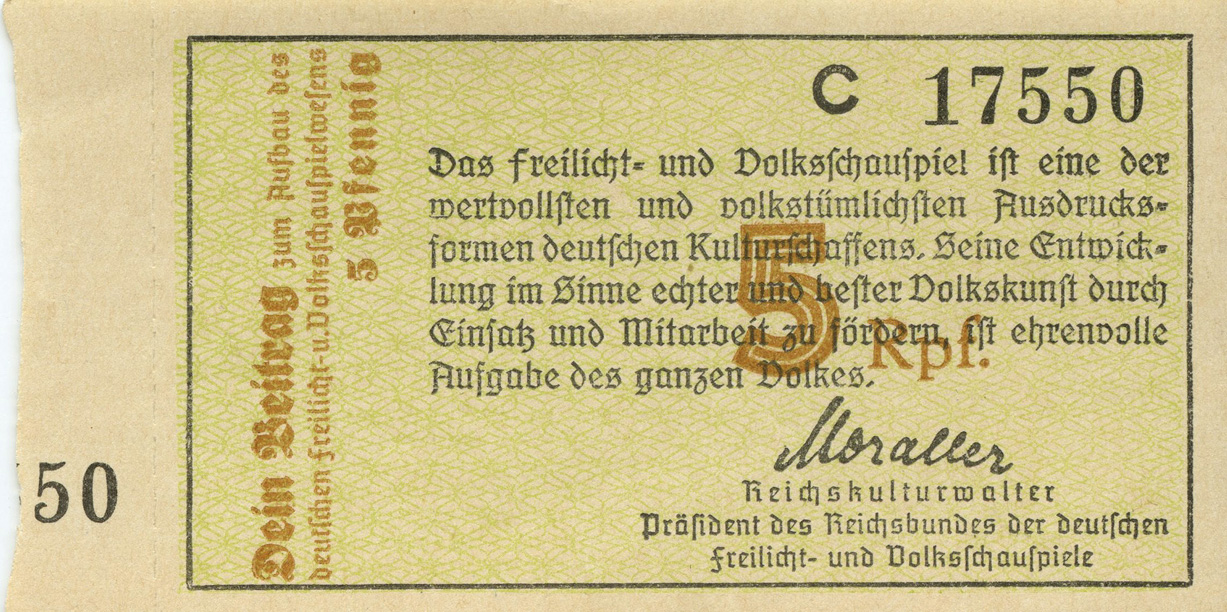 Dein Beitrag zum Aufbau des
deutschen Freilicht-u.Volksschauspielwesens
5 Pfennig
C 17550
Das Freilicht- und Volksschauspiel ist eine der
wertvollsten und volkstümlichsten Ausdrucks-
formen deutschen Kulturschaffens. Seine Entwick-
lung im Sinne echter und bester Volkskunst durch
Einsatz und Mitarbeit zu fördern, ist ehrenvolle
Aufgabe des ganzen Volkes.
5 Rpf.
Moraller
Reichskulturwalter
Präsident des Reichsbundes der deutschen
Freilicht- und Volksschauspiele
50